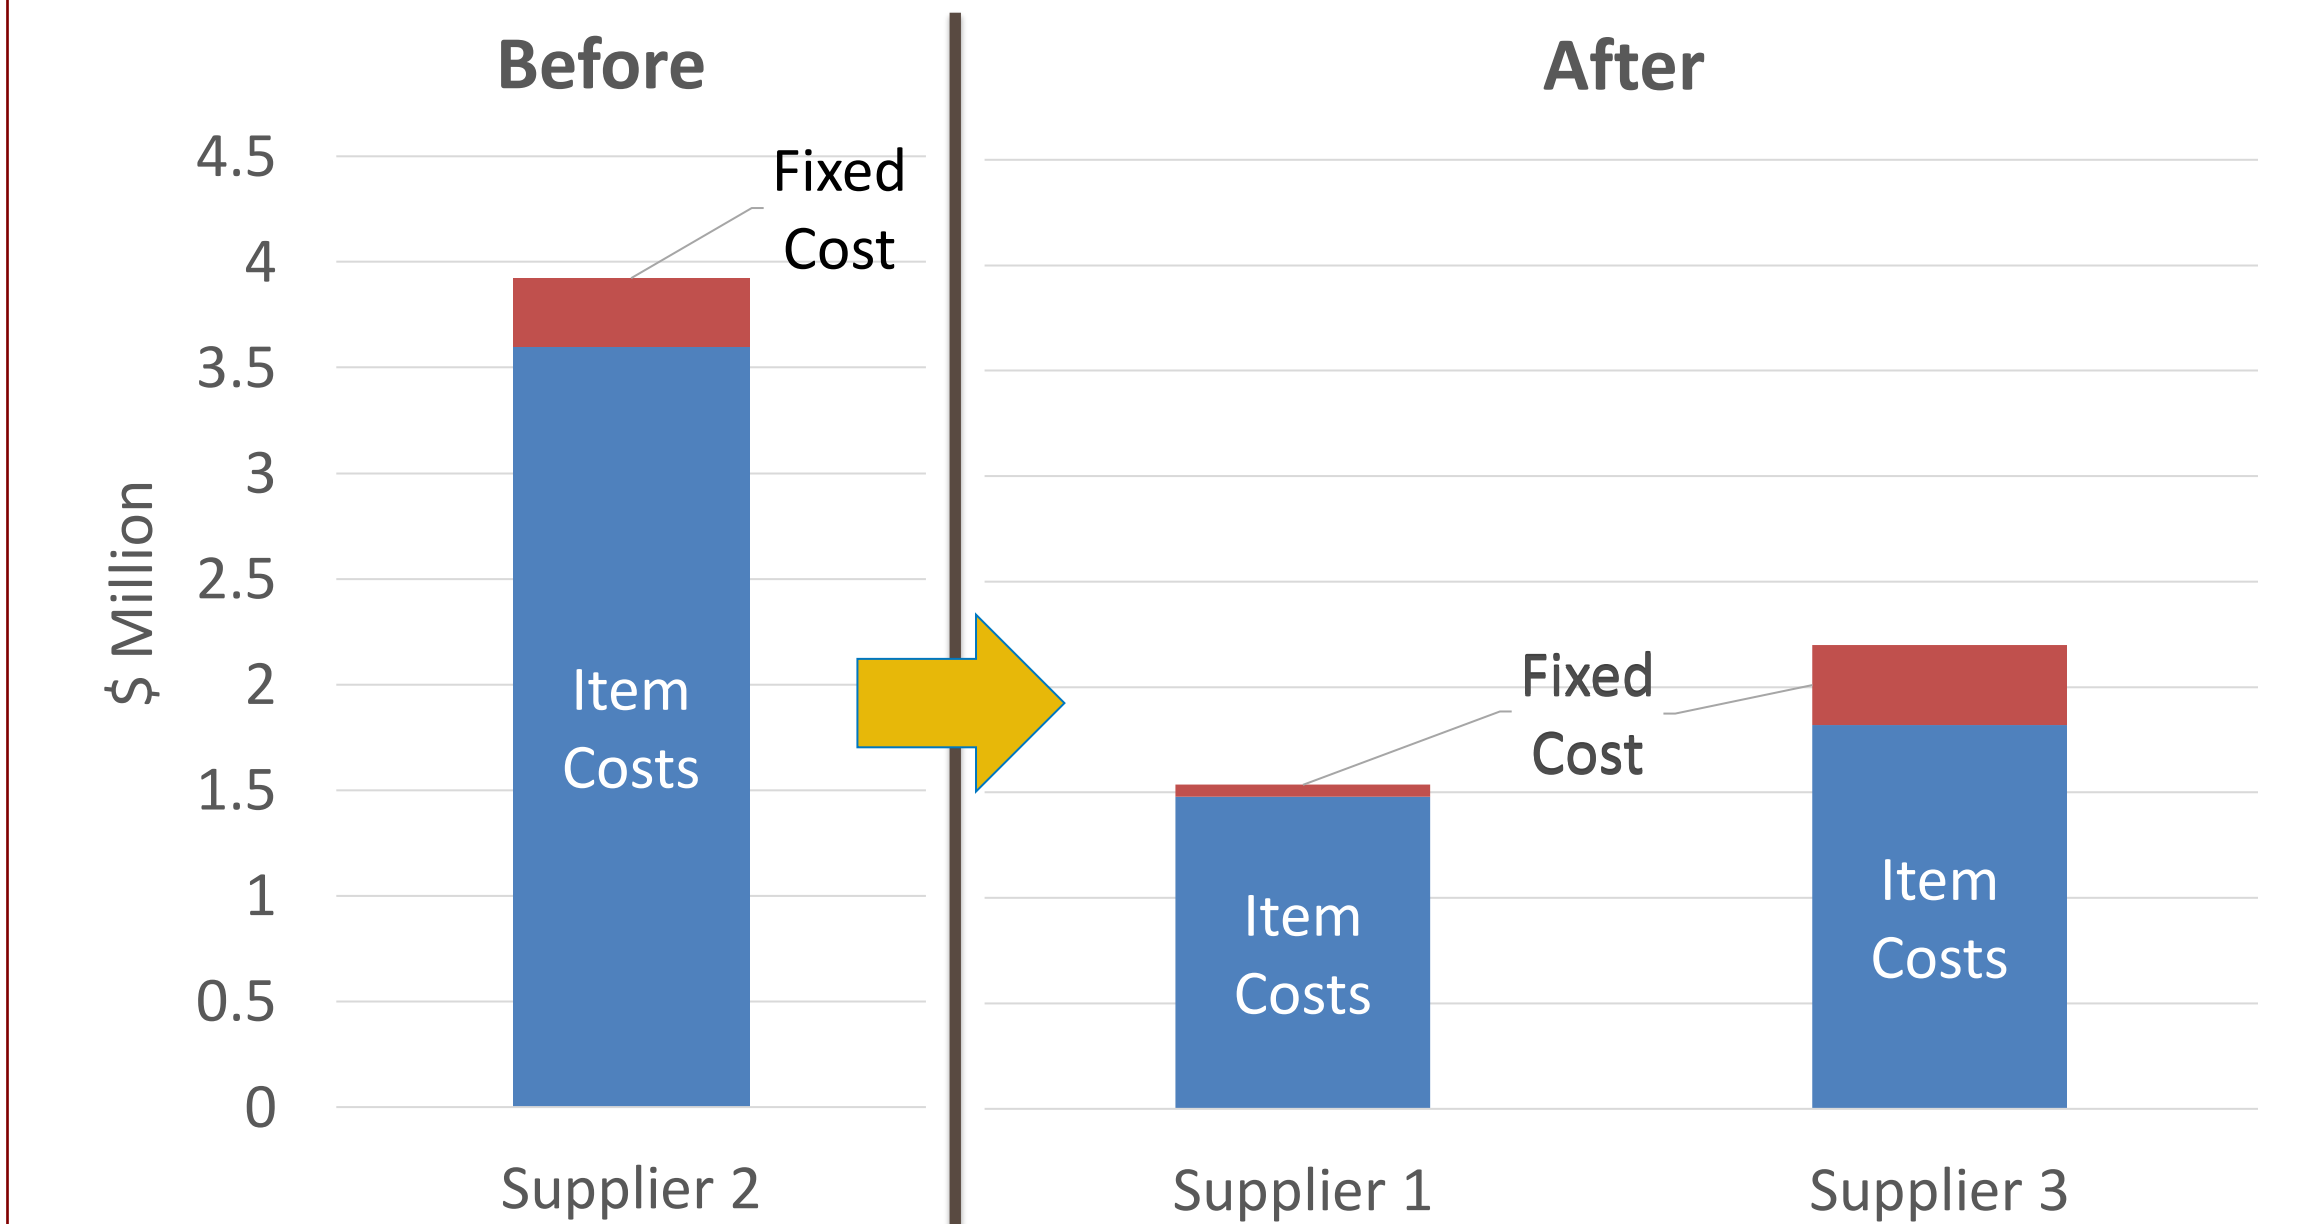 Before
After
4.5
4
3.5
3
2.5
2
1.5
1
0.5
0
$ Million
Fixed
Cost
Item
Costs
Supplier 2
Fixed
Cost
Item
Costs
Item
Costs
Supplier 1
Supplier 3